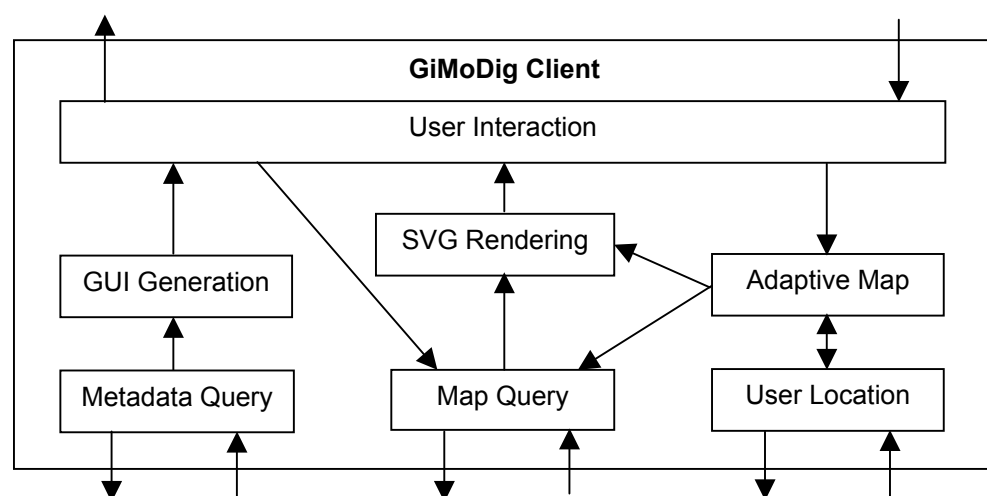 GiMoDig Client
User Interaction
SVG Rendering
GUI Generation
Adaptive Map
Metadata Query
Map Query
User Location